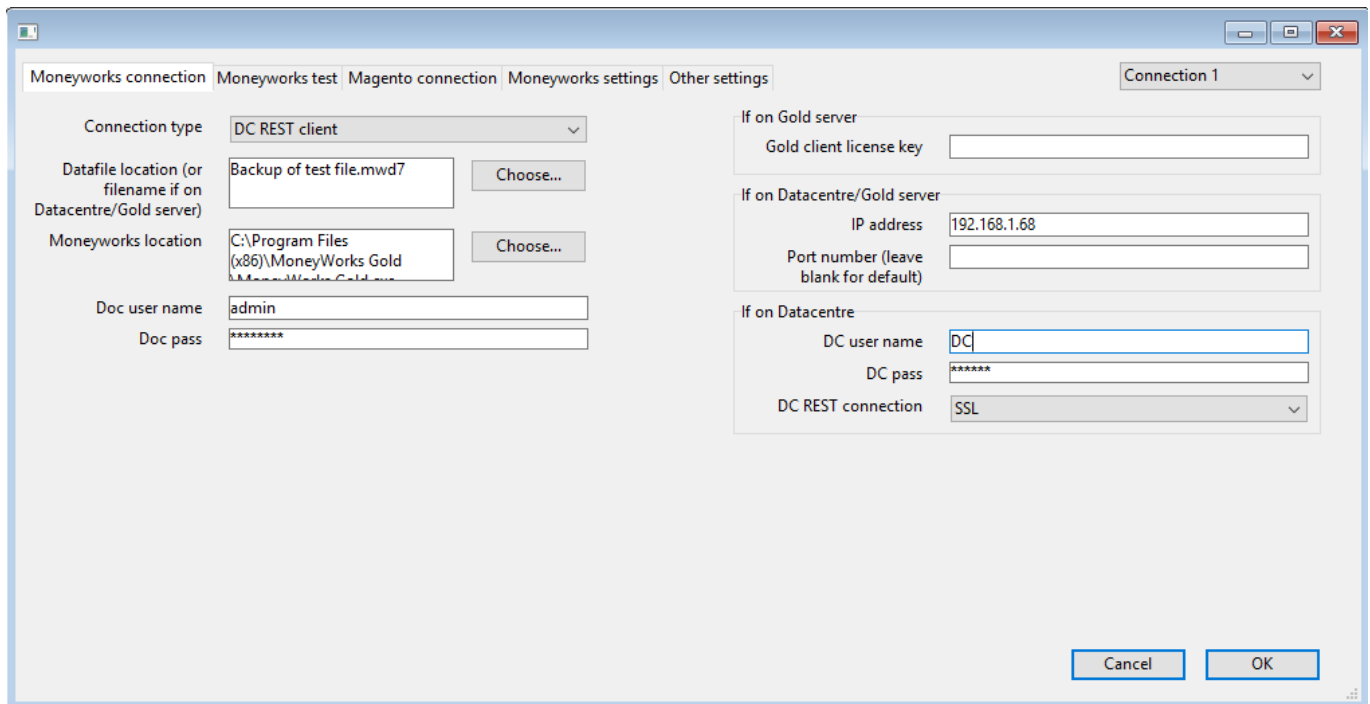 Moneyworks connection Moneyworks test Magento connection Moneyworks settings Other settings
Connection 1
Connection type
DC REST client
Datafile location (or
filename if on
Datacentre/Gold server)
Backup of test file.mwd7
Choose...
Moneyworks location
C:\Program Files
(x86)\MoneyWorks Gold
Choose...
Doc user name
admin
Doc pass
********
If on Gold server
Gold client license key
If on Datacentre/Gold server
IP address
192.168.1.68
Port number (leave
blank for default)
If on Datacentre
DC user name
DC
DC pass
******
DC REST connection
SSL
Cancel
OK